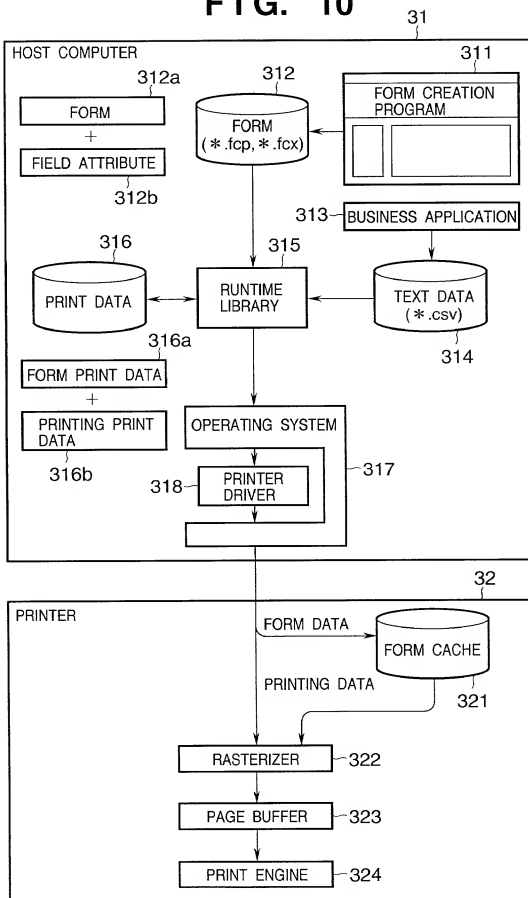 FIG. 10
31
HOST COMPUTER
312a
FORM
+
FIELD ATTRIBUTE
312b
312
FORM
(*.fcp, *.fcx)
311
FORM CREATION
PROGRAM
313
BUSINESS APPLICATION
316
PRINT DATA
315
RUNTIME
LIBRARY
TEXT DATA
(*.csv)
314
316a
FORM PRINT DATA
+
PRINTING PRINT
DATA
316b
OPERATING SYSTEM
317
318
PRINTER
DRIVER
32
PRINTER
FORM DATA
FORM CACHE
321
PRINTING DATA
RASTERIZER
322
PAGE BUFFER
323
PRINT ENGINE
324